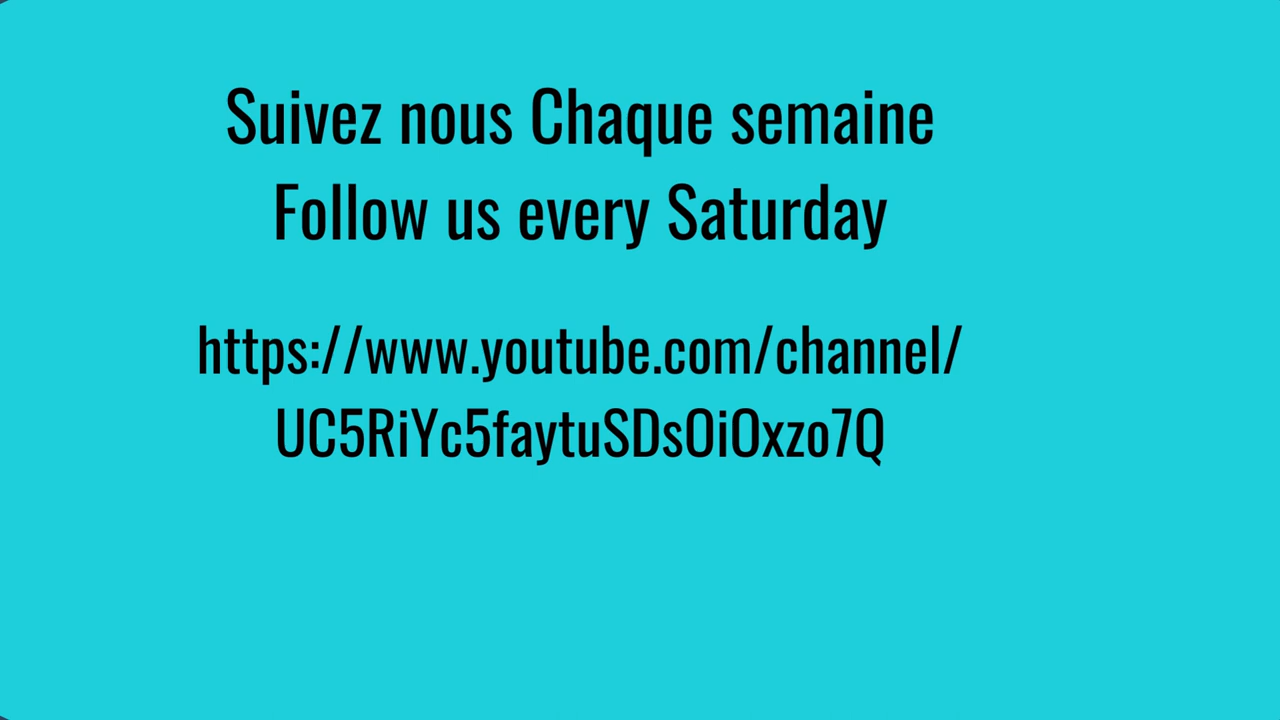 Suivez nous Chaque semaine
Follow us every Saturday
https://www.youtube.com/channel/
UC5RiYc5faytuSDsOiOxzo7Q